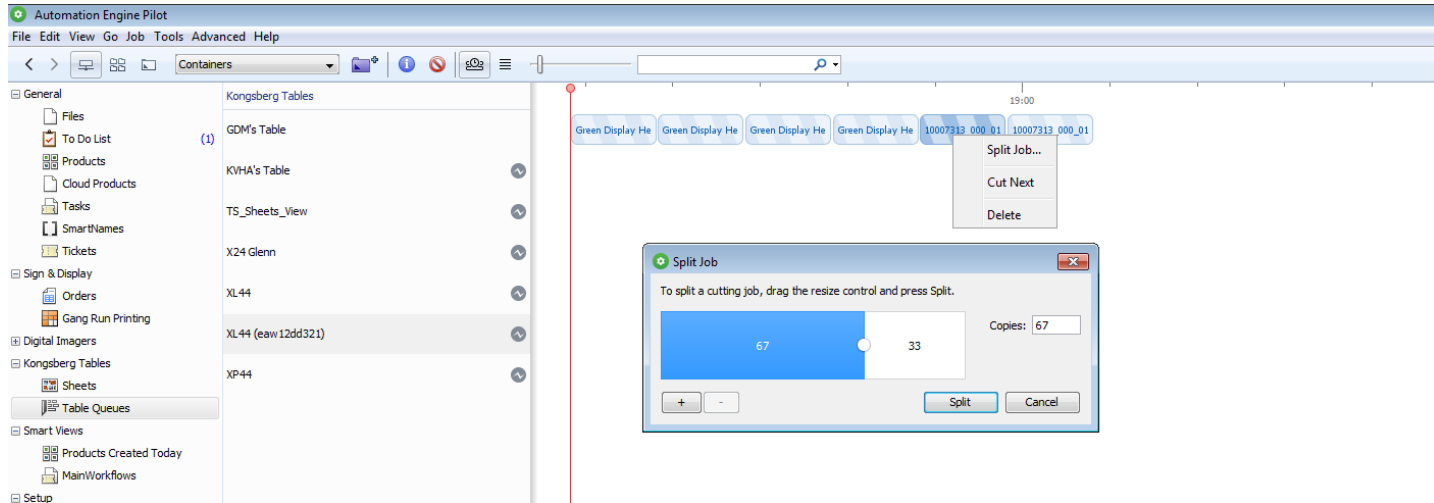 Automation Engine Pilot
File Edit View Go Job Tools Advanced Help
Containers
General
Files
To Do List (1)
Products
Cloud Products
Tasks
SmartNames
Tickets
Sign & Display
Orders
Gang Run Printing
Digital Imagers
Kongsberg Tables
Sheets
Table Queues
Smart Views
Products Created Today
MainWorkflows
Setup
Kongsberg Tables
GDM's Table
KVHA's Table
TS_Sheets_View
X24 Glenn
XL44
XL44 (eaw12dd321)
XP44
19:00
Green Display He Green Display He Green Display He Green Display He 10007313_000_01 10007313_000_01
Split Job...
Cut Next
Delete
Split Job
To split a cutting job, drag the resize control and press Split.
67 33 Copies: 67
+ - Split Cancel